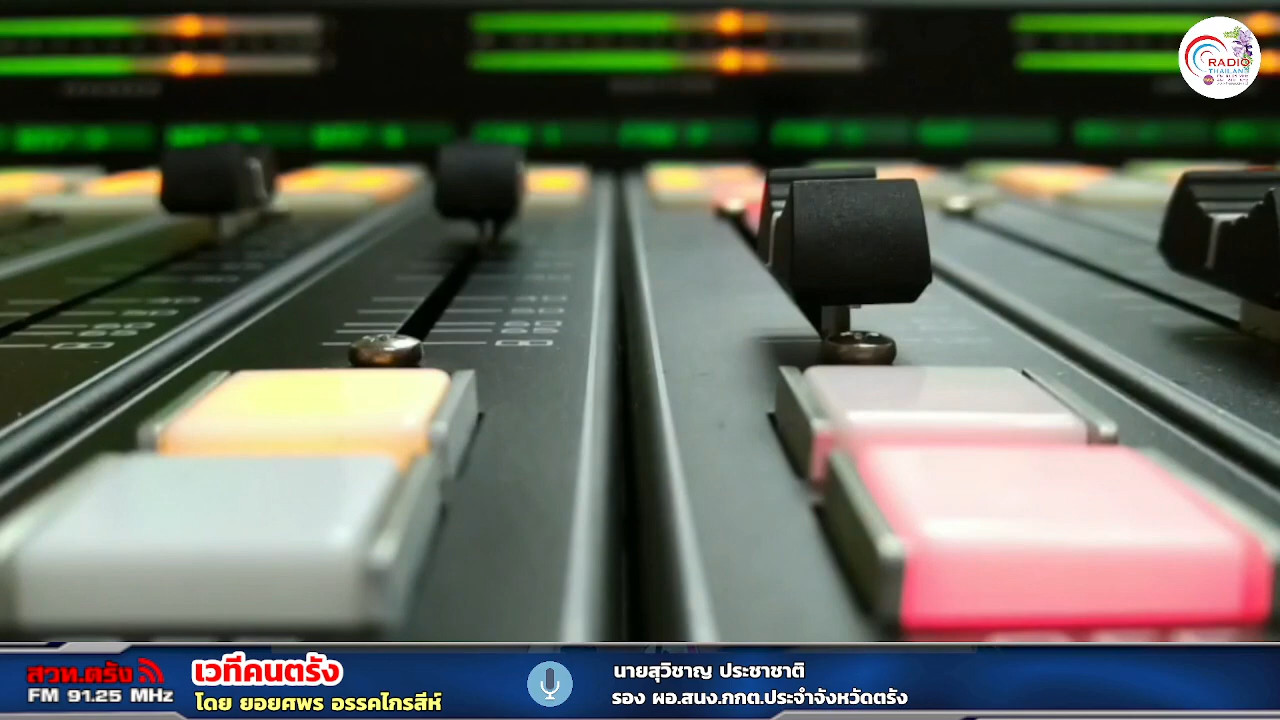 RADIO
THAILAND
สวท.ตรัง
FM 91.25 MHz
เวทีคนตรัง
โดย ยอยศพร อรรคไกรสีห์
นายสุวิชาญ ประชาชาติ
รอง ผอ.สนง.กกต.ประจำจังหวัดตรัง